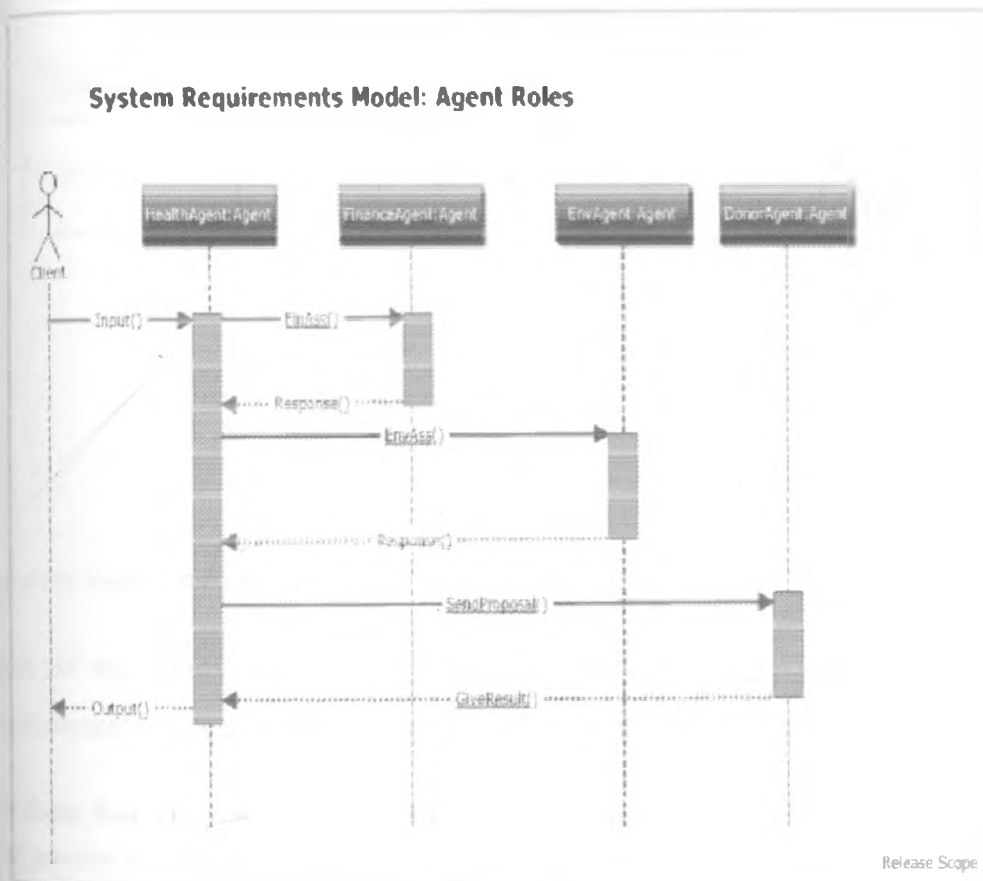 System Requirements Model: Agent Roles
HealthAgent:Agent
FinanceAgent:Agent
EnvAgent:Agent
DonorAgent:Agent
Client
Input()
FinAss()
Response()
EnvAss()
Response()
SendProposal()
GiveResult()
Output()
Release Scope